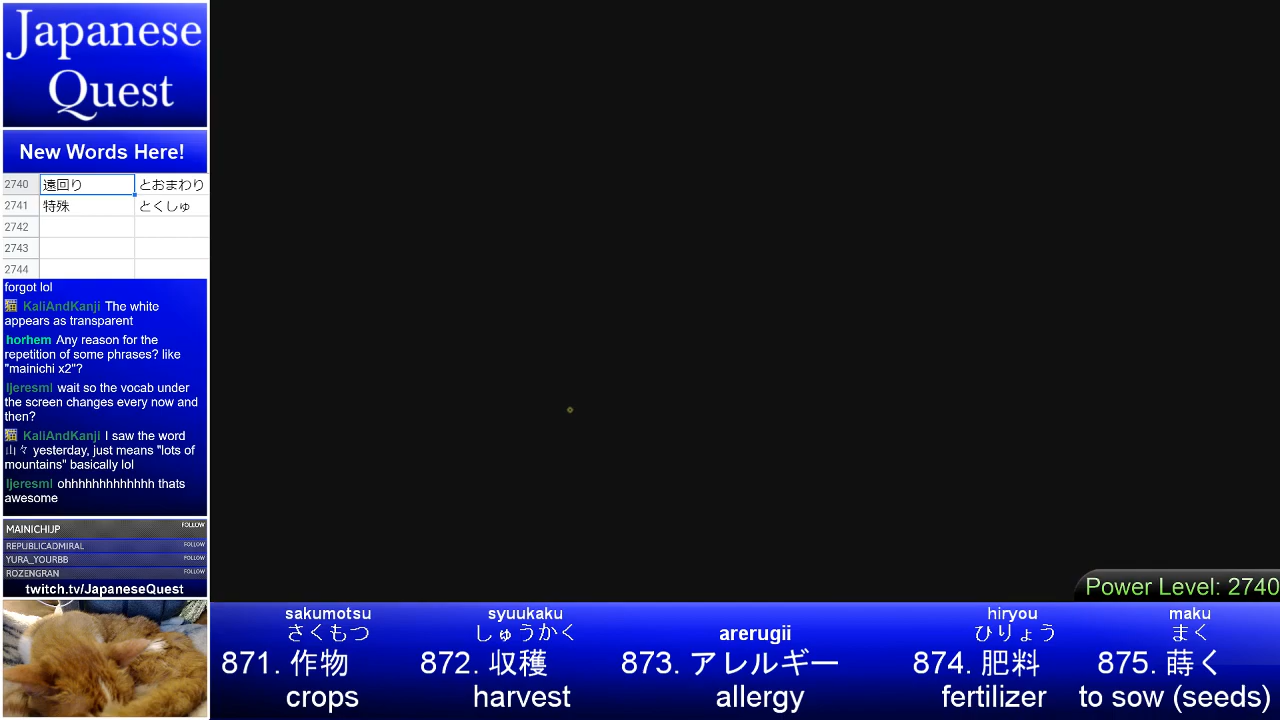 Japanese
Quest
New Words Here!
2740 遠回り とおまわり
2741 特殊 とくしゅ
2742
2743
2744
forgot lol
猫 KaliAndKanji The white
appears as transparent
horhem Any reason for the
repetition of some phrases? like
"mainichi x2"?
ljeresml wait so the vocab under
the screen changes every now and
then?
猫 KaliAndKanji I saw the word
山々 yesterday, just means "lots of
mountains" basically lol
ljeresml ohhhhhhhhhhhhh thats
awesome
MAINICHIJP FOLLOW
REPUBLICADMIRAL FOLLOW
YURA_YOURBB FOLLOW
ROZENGRAN FOLLOW
twitch.tv/JapaneseQuest
Power Level: 2740
sakumotsu
さくもつ
871. 作物
crops
syuukaku
しゅうかく
872. 収穫
harvest
arerugii
873. アレルギー
allergy
hiryou
ひりょう
874. 肥料
fertilizer
maku
まく
875. 蒔く
to sow (seeds)